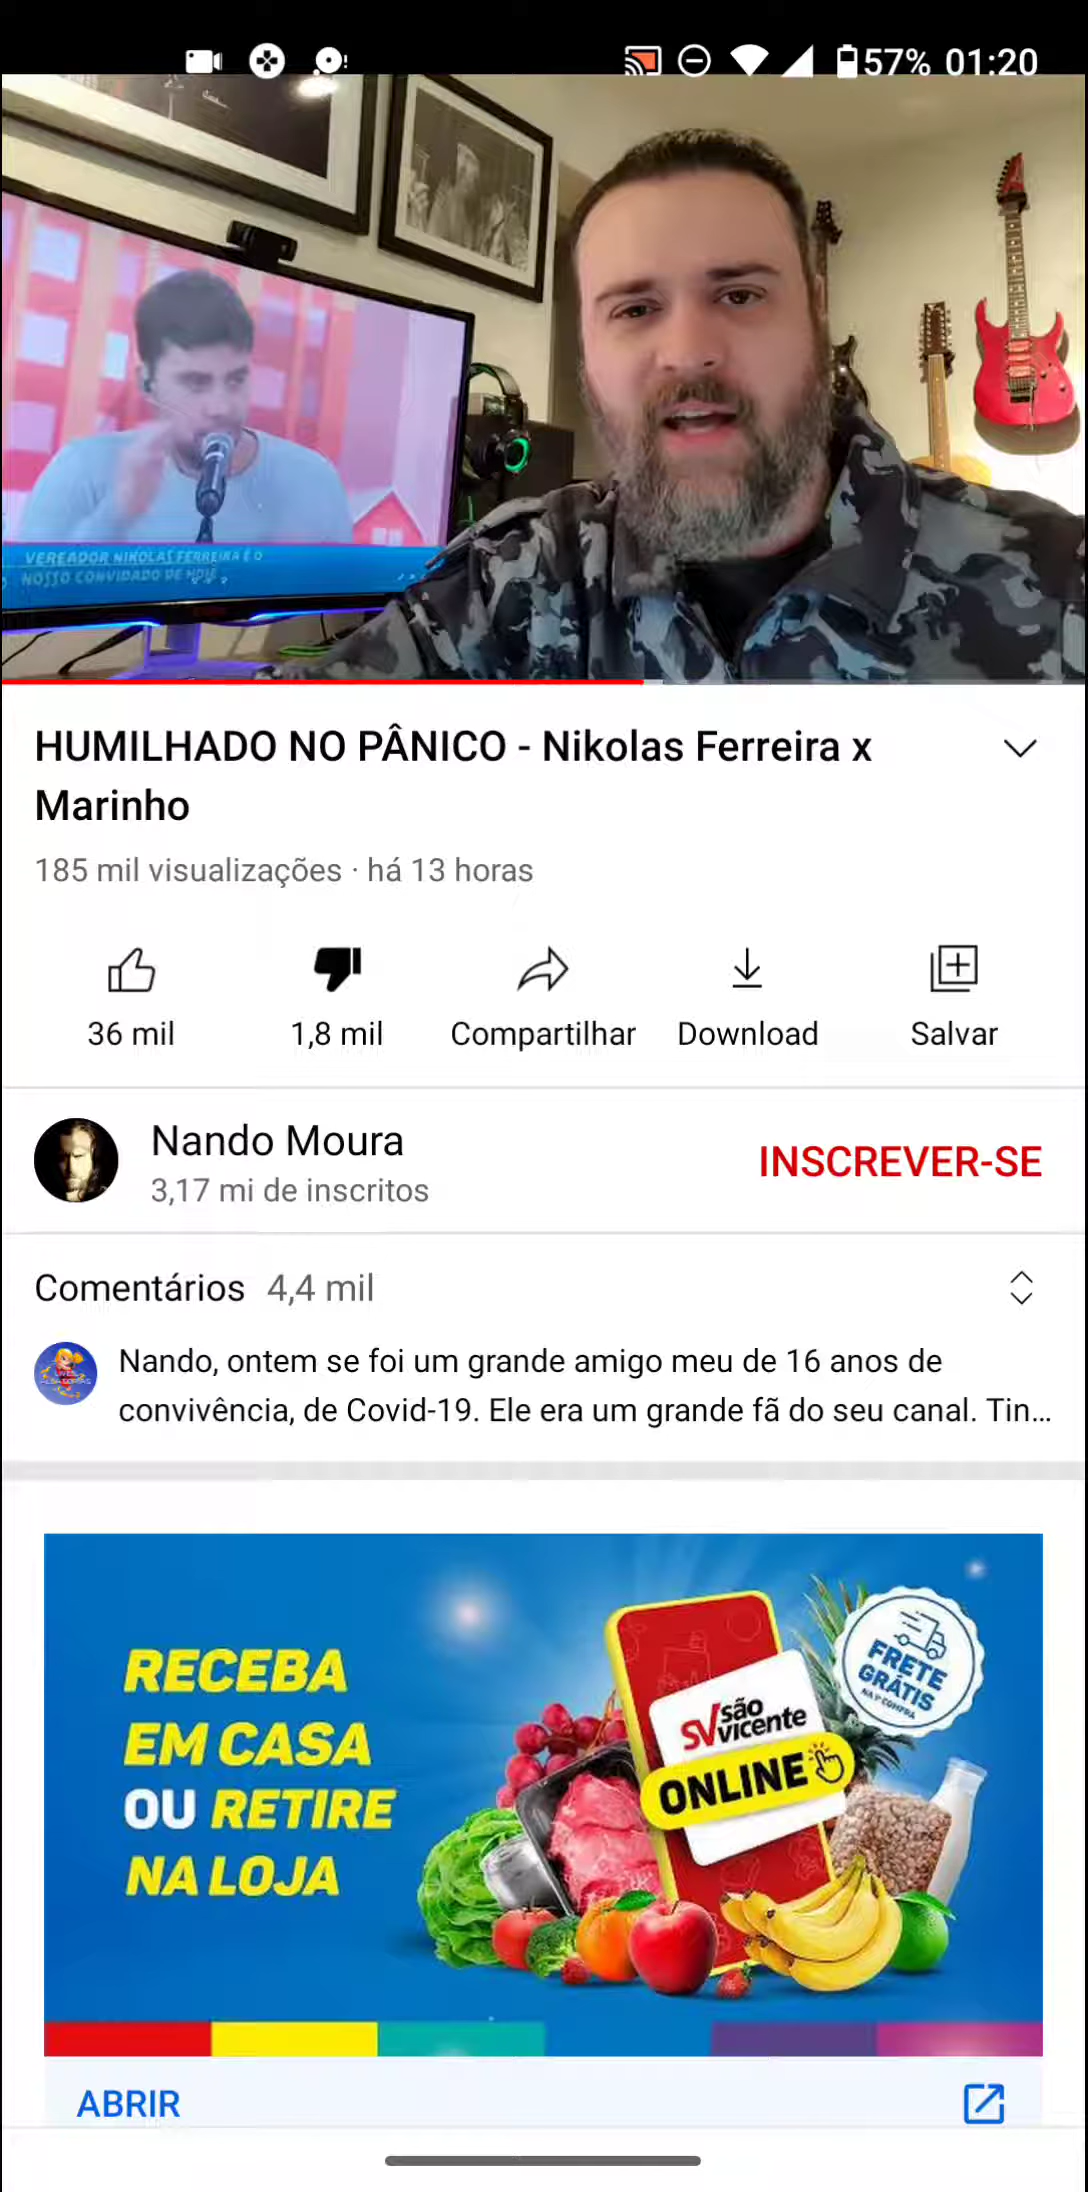 57% 01:20
VEREADOR NIKOLAS FERREIRA É O
NOSSO CONVIDADO DE HOJE
HUMILHADO NO PÂNICO - Nikolas Ferreira x
Marinho
185 mil visualizações · há 13 horas
36 mil
1,8 mil
Compartilhar
Download
Salvar
Nando Moura
3,17 mi de inscritos
INSCREVER-SE
Comentários 4,4 mil
Nando, ontem se foi um grande amigo meu de 16 anos de
convivência, de Covid-19. Ele era um grande fã do seu canal. Tin...
RECEBA
EM CASA
OU RETIRE
NA LOJA
SV são
vicente
ONLINE
FRETE
GRÁTIS
NA 1ª COMPRA
ABRIR